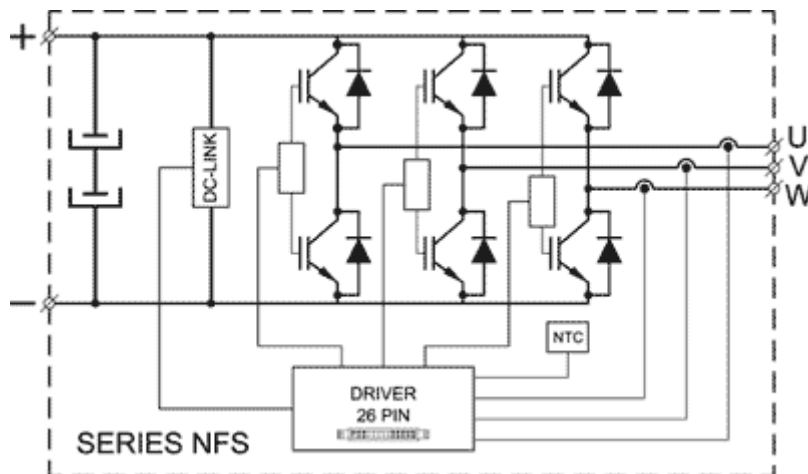 +
U
V
W
DC-LINK
−
NTC
DRIVER
26 PIN
SERIES NFS